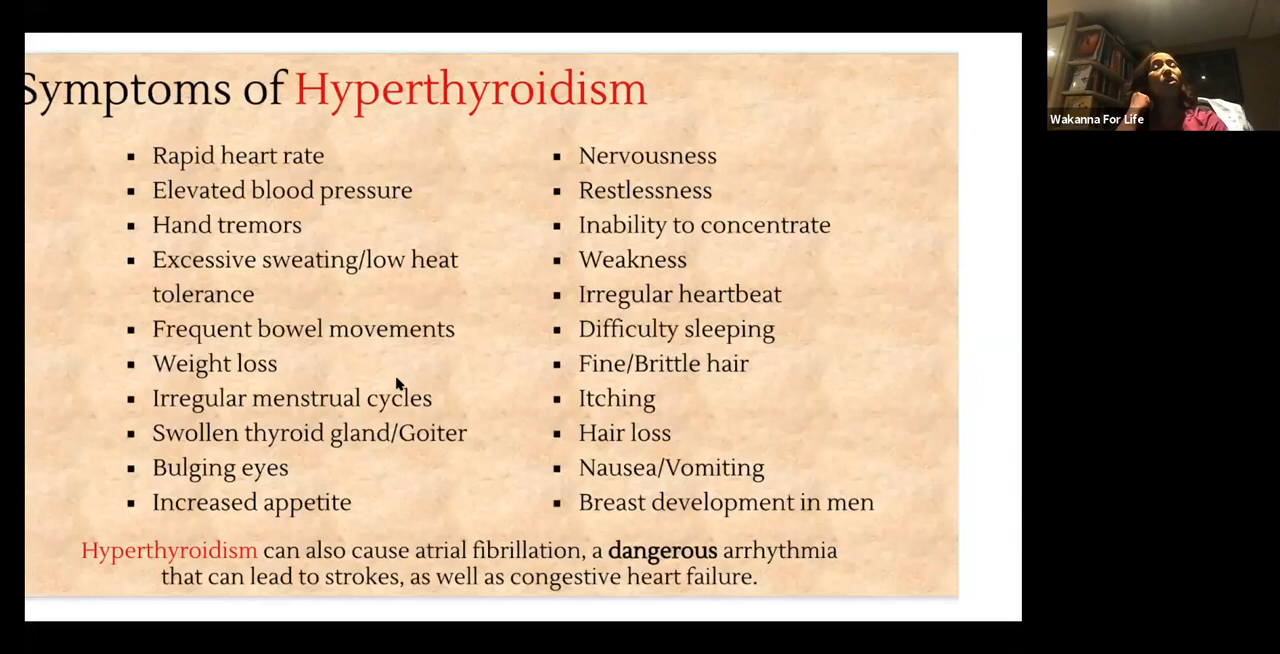 Symptoms of Hyperthyroidism
Rapid heart rate
Elevated blood pressure
Hand tremors
Excessive sweating/low heat
tolerance
Frequent bowel movements
Weight loss
Irregular menstrual cycles
Swollen thyroid gland/Goiter
Bulging eyes
Increased appetite
Nervousness
Restlessness
Inability to concentrate
Weakness
Irregular heartbeat
Difficulty sleeping
Fine/Brittle hair
Itching
Hair loss
Nausea/Vomiting
Breast development in men
Hyperthyroidism can also cause atrial fibrillation, a dangerous arrhythmia
that can lead to strokes, as well as congestive heart failure.
Wakanna For Life